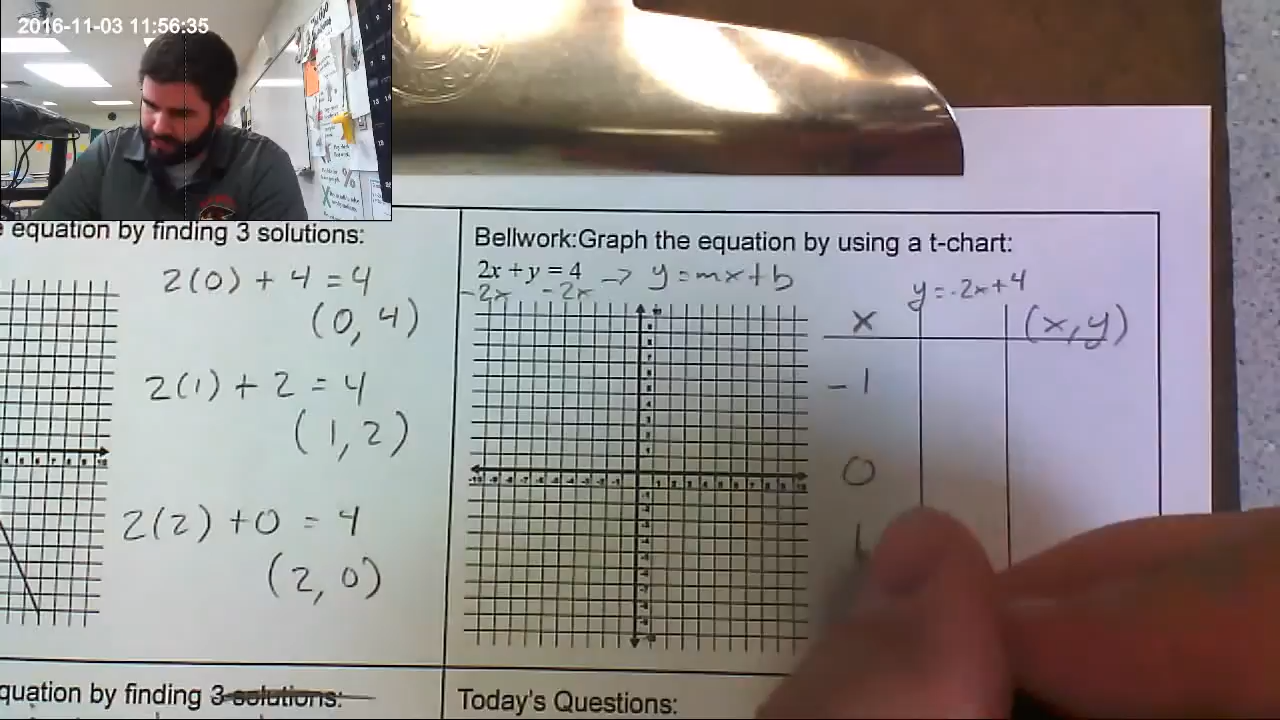 2016-11-03 11:56:35
equation by finding 3 solutions:
2(0) + 4 = 4
(0, 4)
2(1) + 2 = 4
(1, 2)
2(2) + 0 = 4
(2, 0)
Bellwork:Graph the equation by using a t-chart:
2x + y = 4 → y = mx + b
-2x -2x
y = -2x + 4
x (x, y)
-1
0
1
quation by finding 3 solutions:
Today's Questions: